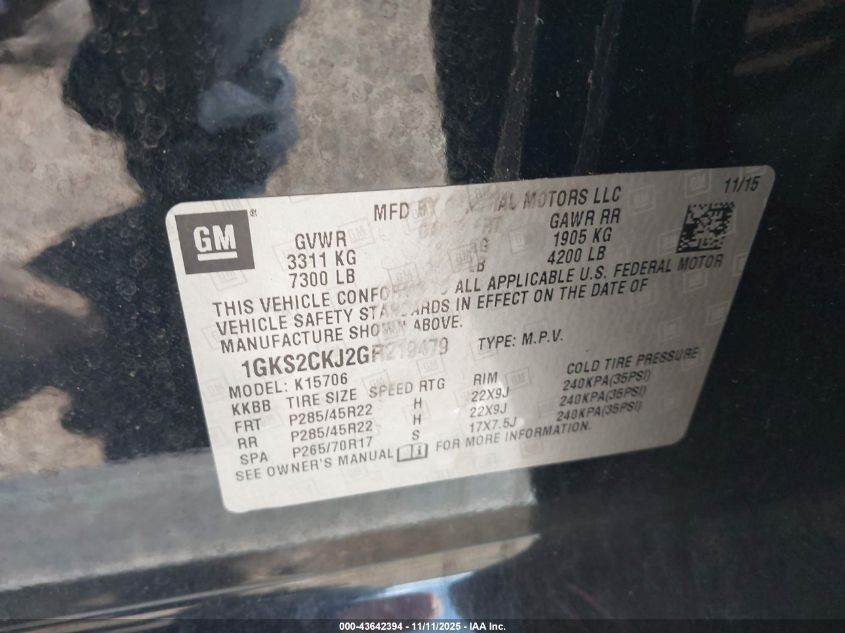 GM
MFD BY GENERAL MOTORS LLC
11/15
GVWR
GAWR RR
3311 KG
1905 KG
7300 LB
LB
4200 LB
THIS VEHICLE CONFORMS TO ALL APPLICABLE U.S. FEDERAL MOTOR
VEHICLE SAFETY STANDARDS IN EFFECT ON THE DATE OF
MANUFACTURE SHOWN ABOVE.
1GKS2CKJ2GR219479 TYPE: M.P.V.
MODEL: K15706
KKBB TIRE SIZE SPEED RTG RIM COLD TIRE PRESSURE
FRT P285/45R22 H 22X9J 240KPA(35PSI)
RR P285/45R22 H 22X9J 240KPA(35PSI)
SPA P265/70R17 S 17X7.5J 240KPA(35PSI)
SEE OWNER'S MANUAL FOR MORE INFORMATION.
000-43642394 - 11/11/2025 - IAA Inc.